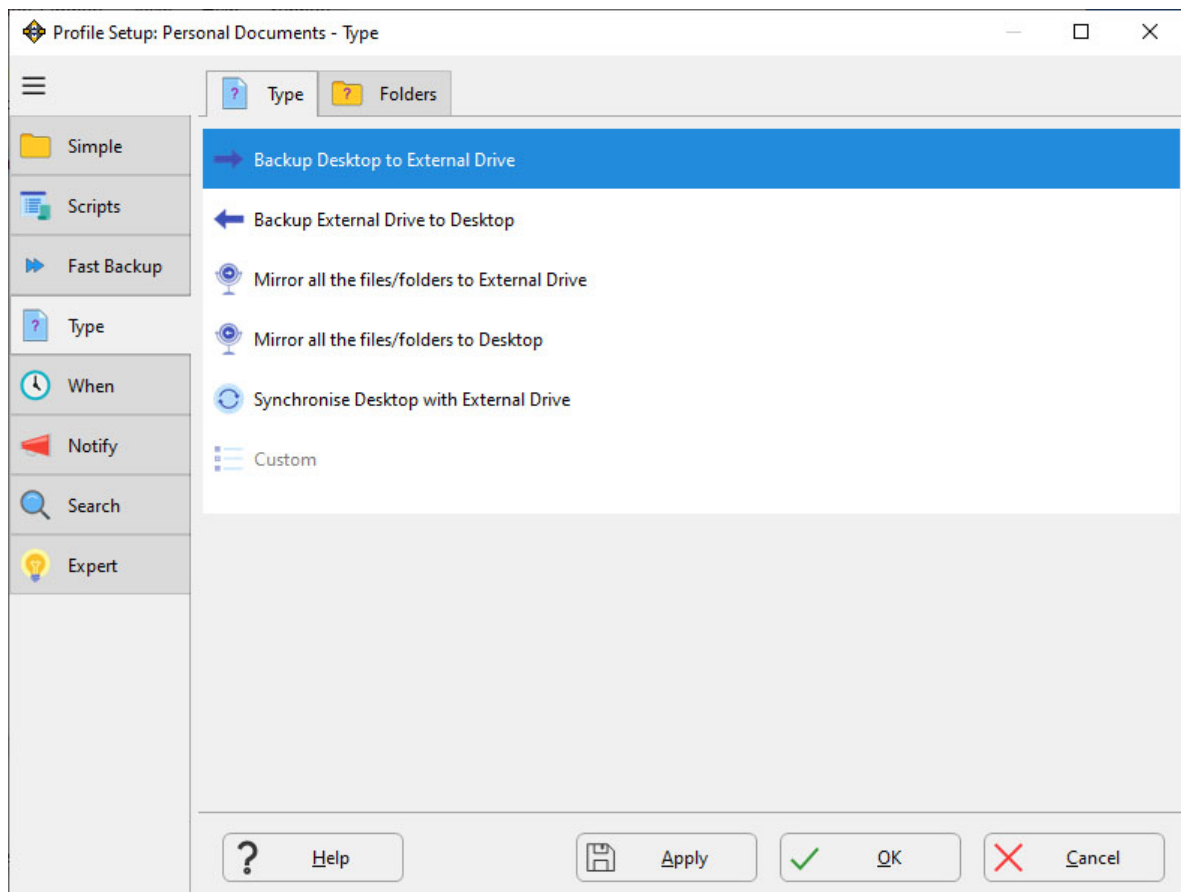 Profile Setup: Personal Documents - Type
Type
Folders
Simple
Scripts
Fast Backup
Type
When
Notify
Search
Expert
Backup Desktop to External Drive
Backup External Drive to Desktop
Mirror all the files/folders to External Drive
Mirror all the files/folders to Desktop
Synchronise Desktop with External Drive
Custom
Help
Apply
OK
Cancel